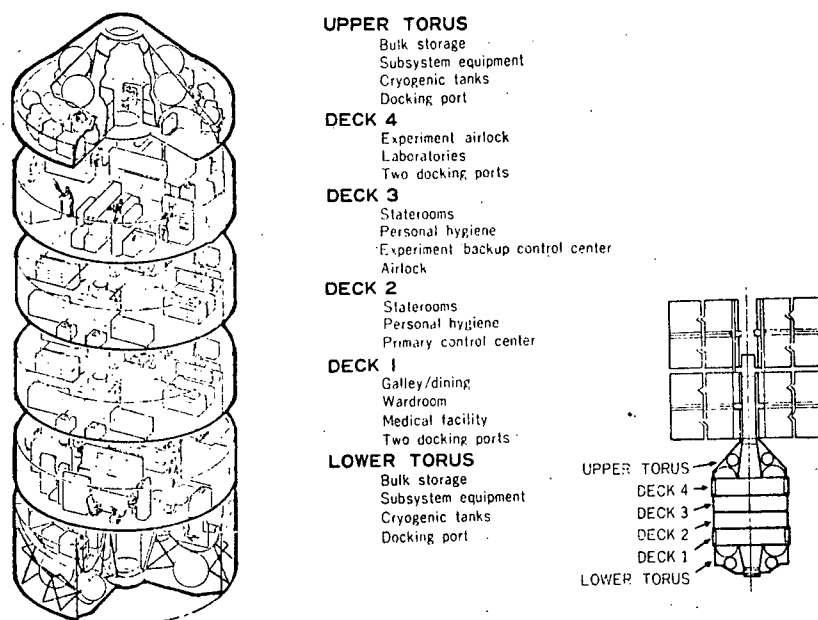 UPPER TORUS
Bulk storage
Subsystem equipment
Cryogenic tanks
Docking port
DECK 4
Experiment airlock
Laboratories
Two docking ports
DECK 3
Staterooms
Personal hygiene
Experiment backup control center
Airlock
DECK 2
Staterooms
Personal hygiene
Primary control center
DECK I
Galley/dining
Wardroom
Medical facility
Two docking ports
LOWER TORUS
Bulk storage
Subsystem equipment
Cryogenic tanks
Docking port
UPPER TORUS
DECK 4
DECK 3
DECK 2
DECK 1
LOWER TORUS